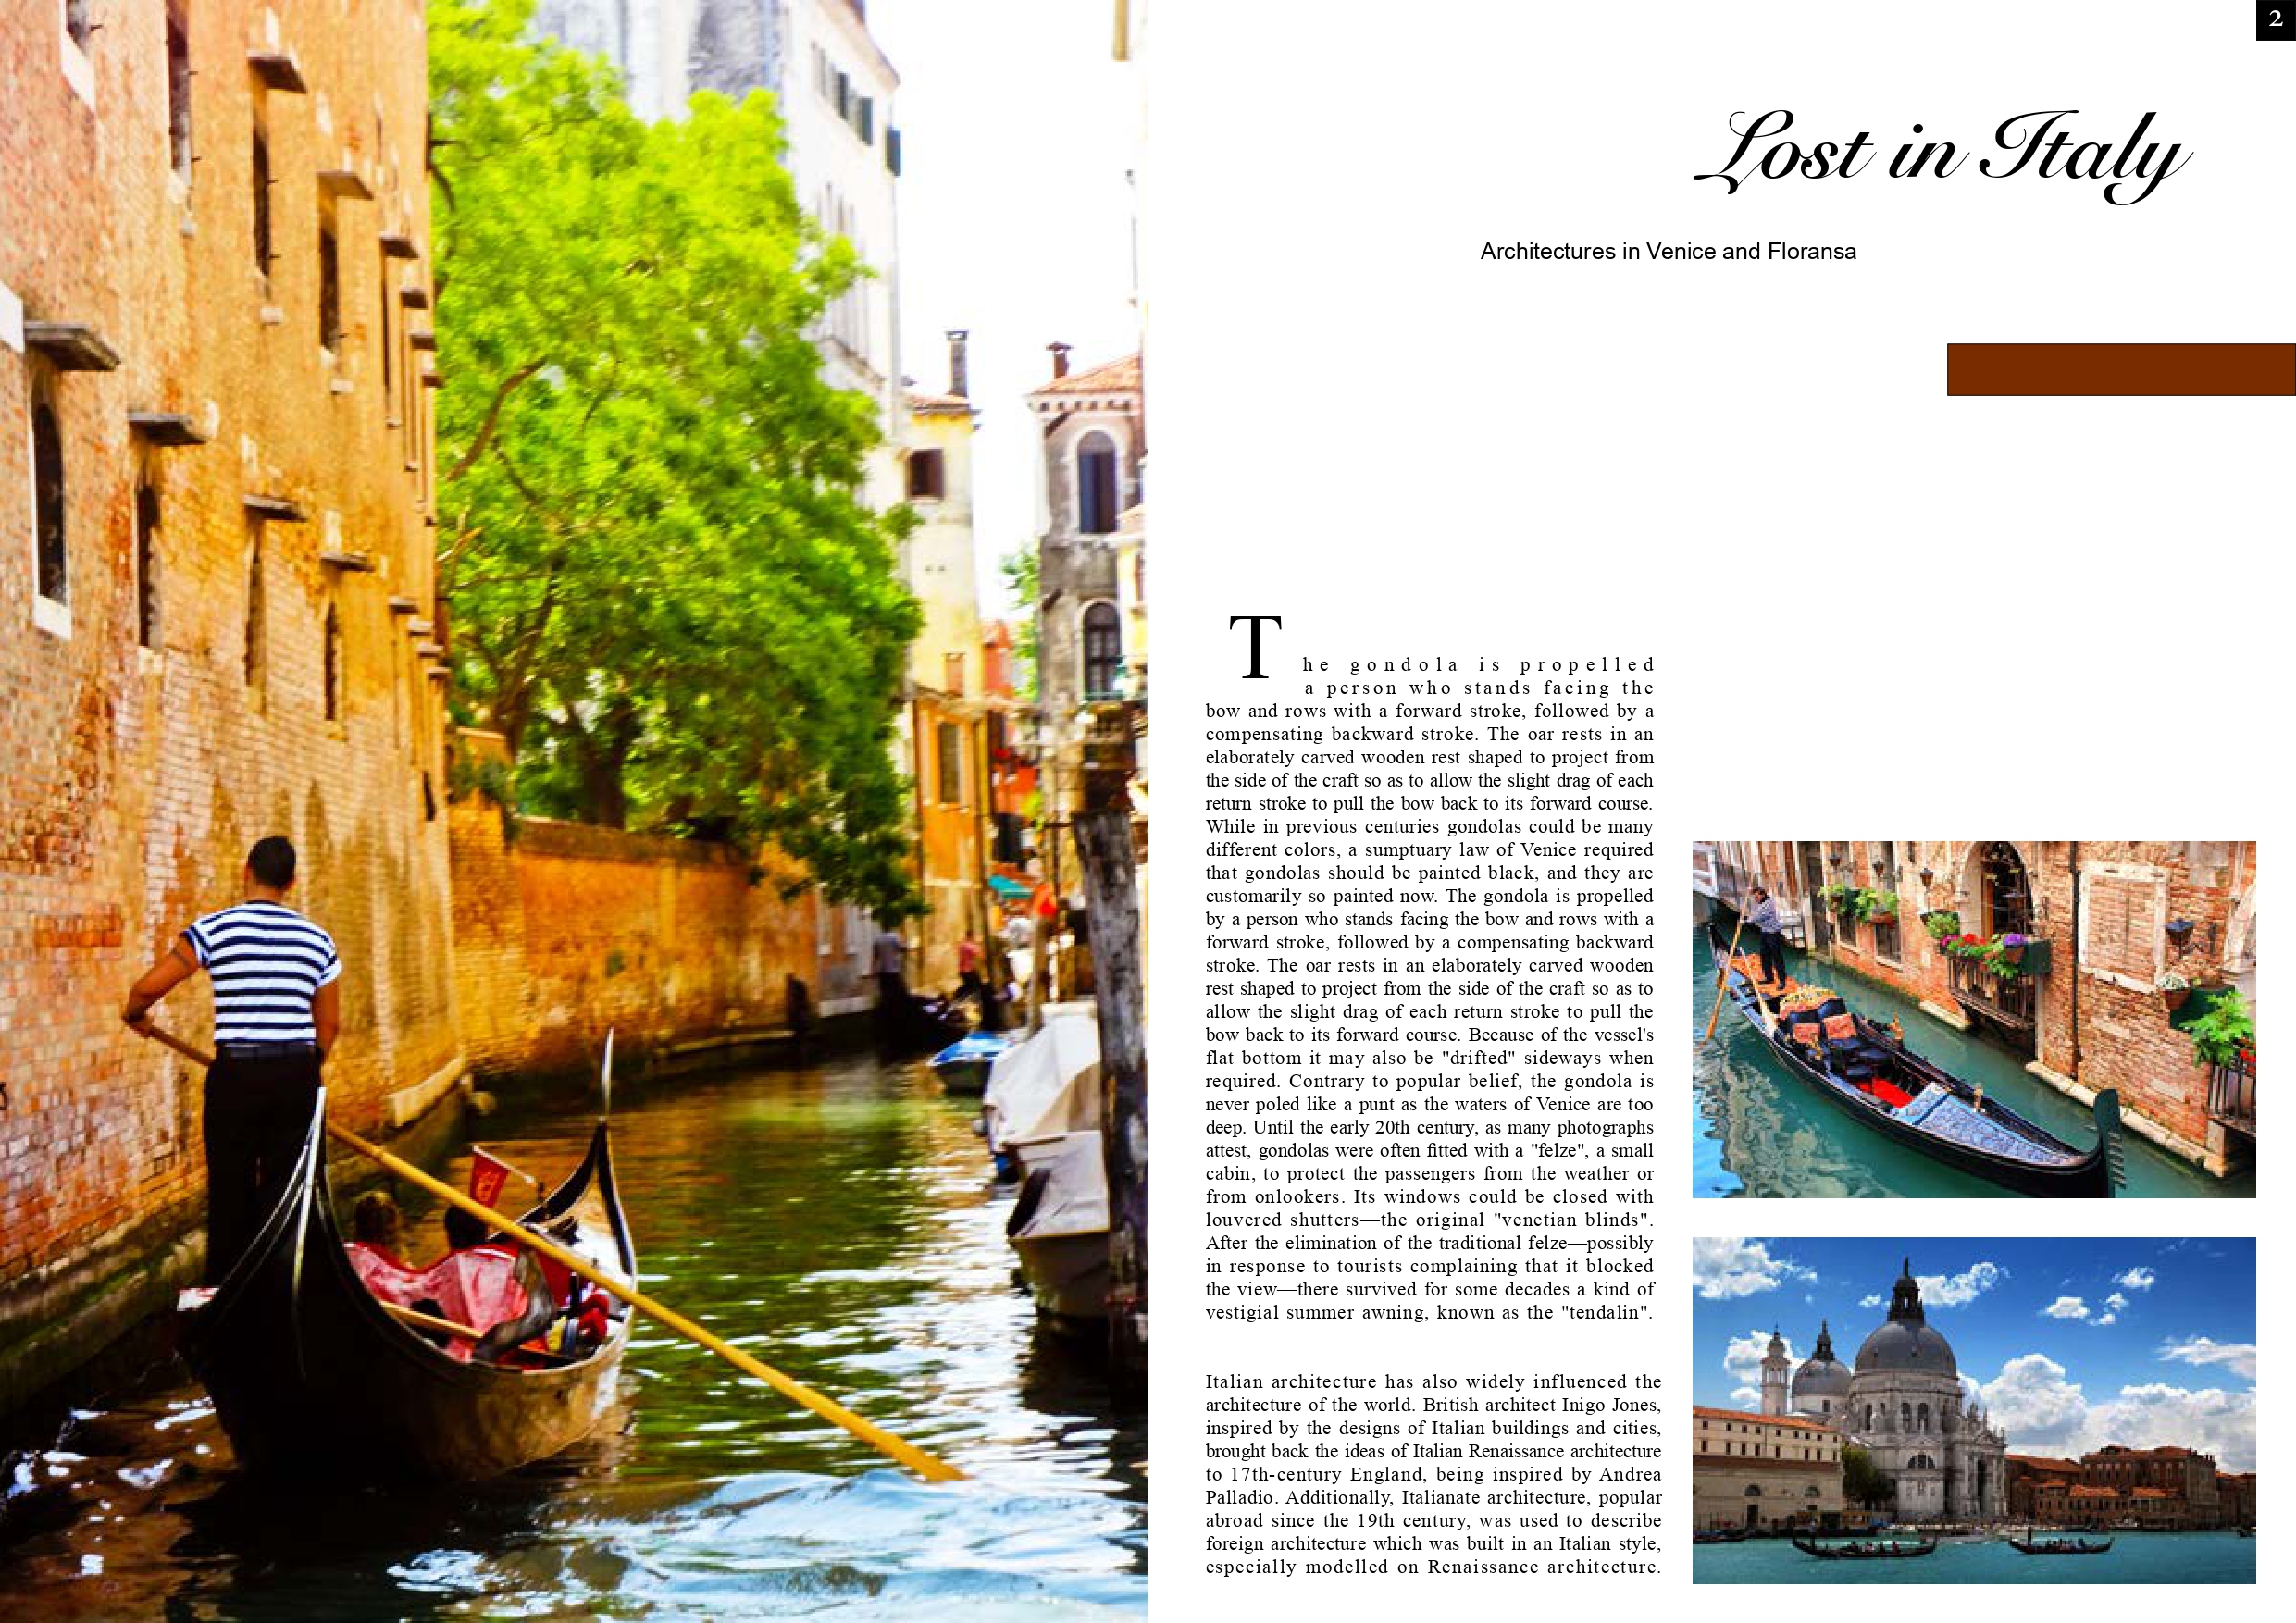 2
Lost in Italy
Architectures in Venice and Floransa
The gondola is propelled
a person who stands facing the
bow and rows with a forward stroke, followed by a
compensating backward stroke. The oar rests in an
elaborately carved wooden rest shaped to project from
the side of the craft so as to allow the slight drag of each
return stroke to pull the bow back to its forward course.
While in previous centuries gondolas could be many
different colors, a sumptuary law of Venice required
that gondolas should be painted black, and they are
customarily so painted now. The gondola is propelled
by a person who stands facing the bow and rows with a
forward stroke, followed by a compensating backward
stroke. The oar rests in an elaborately carved wooden
rest shaped to project from the side of the craft so as to
allow the slight drag of each return stroke to pull the
bow back to its forward course. Because of the vessel's
flat bottom it may also be "drifted" sideways when
required. Contrary to popular belief, the gondola is
never poled like a punt as the waters of Venice are too
deep. Until the early 20th century, as many photographs
attest, gondolas were often fitted with a "felze", a small
cabin, to protect the passengers from the weather or
from onlookers. Its windows could be closed with
louvered shutters—the original "venetian blinds".
After the elimination of the traditional felze—possibly
in response to tourists complaining that it blocked
the view—there survived for some decades a kind of
vestigial summer awning, known as the "tendalin".
Italian architecture has also widely influenced the
architecture of the world. British architect Inigo Jones,
inspired by the designs of Italian buildings and cities,
brought back the ideas of Italian Renaissance architecture
to 17th-century England, being inspired by Andrea
Palladio. Additionally, Italianate architecture, popular
abroad since the 19th century, was used to describe
foreign architecture which was built in an Italian style,
especially modelled on Renaissance architecture.